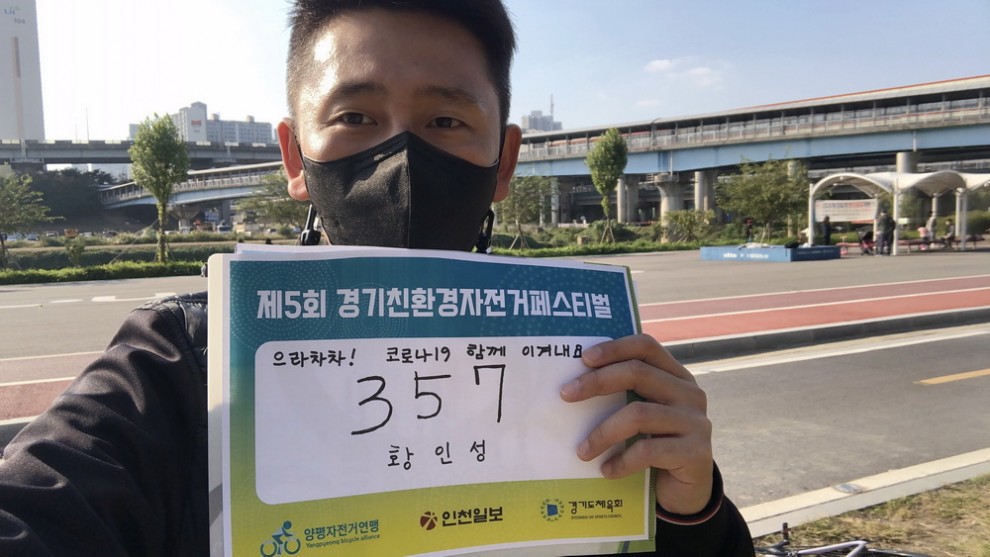 제5회 경기친환경자전거페스티벌
으라차차! 코로나19 함께 이겨내요
357
황인성
양평자전거연맹
Yangpyeong bicycle alliance
인천일보
경기도체육회